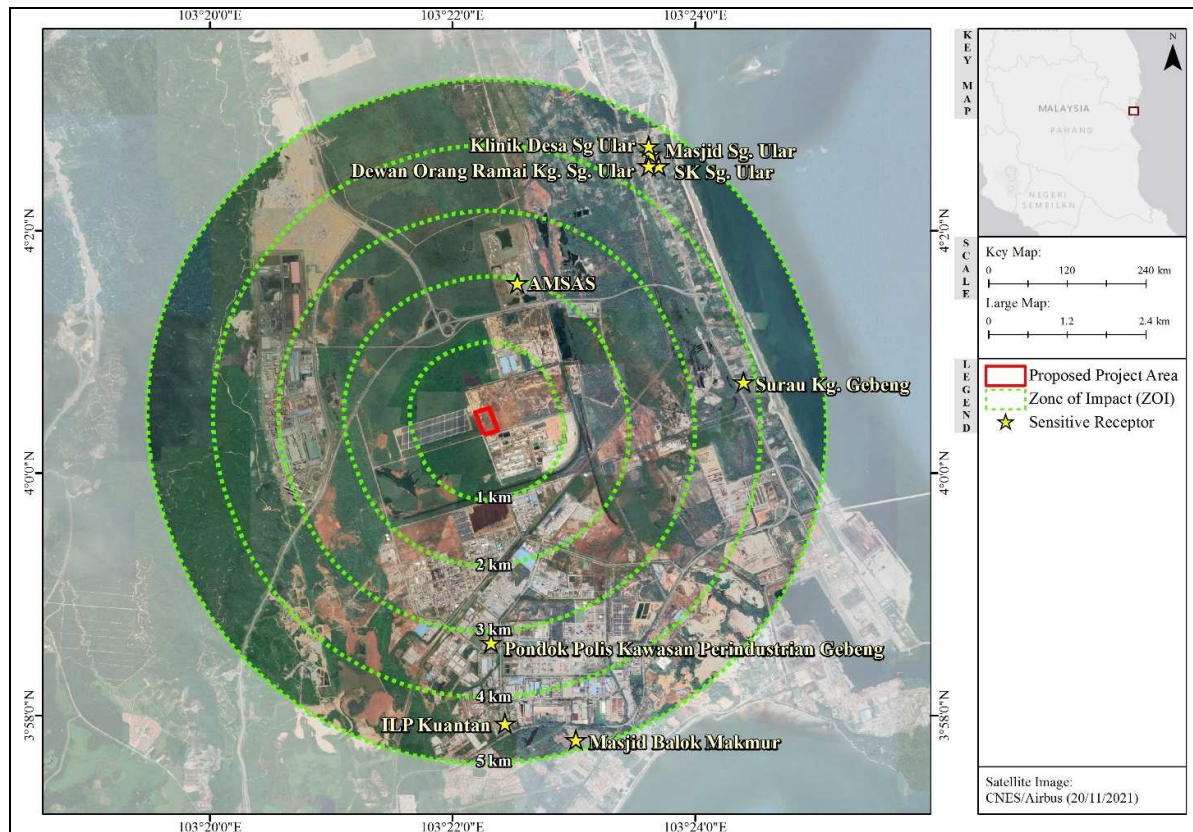 103°20'0"E 103°22'0"E 103°24'0"E
4°2'0"N
4°0'0"N
3°58'0"N
Klinik Desa Sg Ular
Masjid Sg. Ular
Dewan Orang Ramai Kg. Sg. Ular
SK Sg. Ular
AMSAS
Surau Kg. Gebeng
1 km
2 km
3 km
Pondok Polis Kawasan Perindustrian Gebeng
4 km
ILP Kuantan
Masjid Balok Makmur
5 km
4°2'0"N
4°0'0"N
3°58'0"N
103°20'0"E 103°22'0"E 103°24'0"E
KEY MAP
N
MALAYSIA
PAHANG
NEGERI
SEMBILAN
SCALE
Key Map:
0 120 240 km
Large Map:
0 1.2 2.4 km
LEGEND
Proposed Project Area
Zone of Impact (ZOI)
Sensitive Receptor
Satellite Image:
CNES/Airbus (20/11/2021)